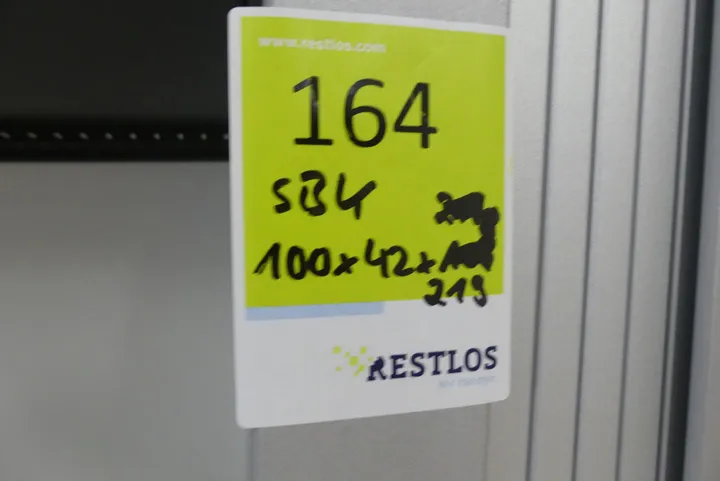 www.restlos.com
164
SBK
100x42x
219
RESTLOS